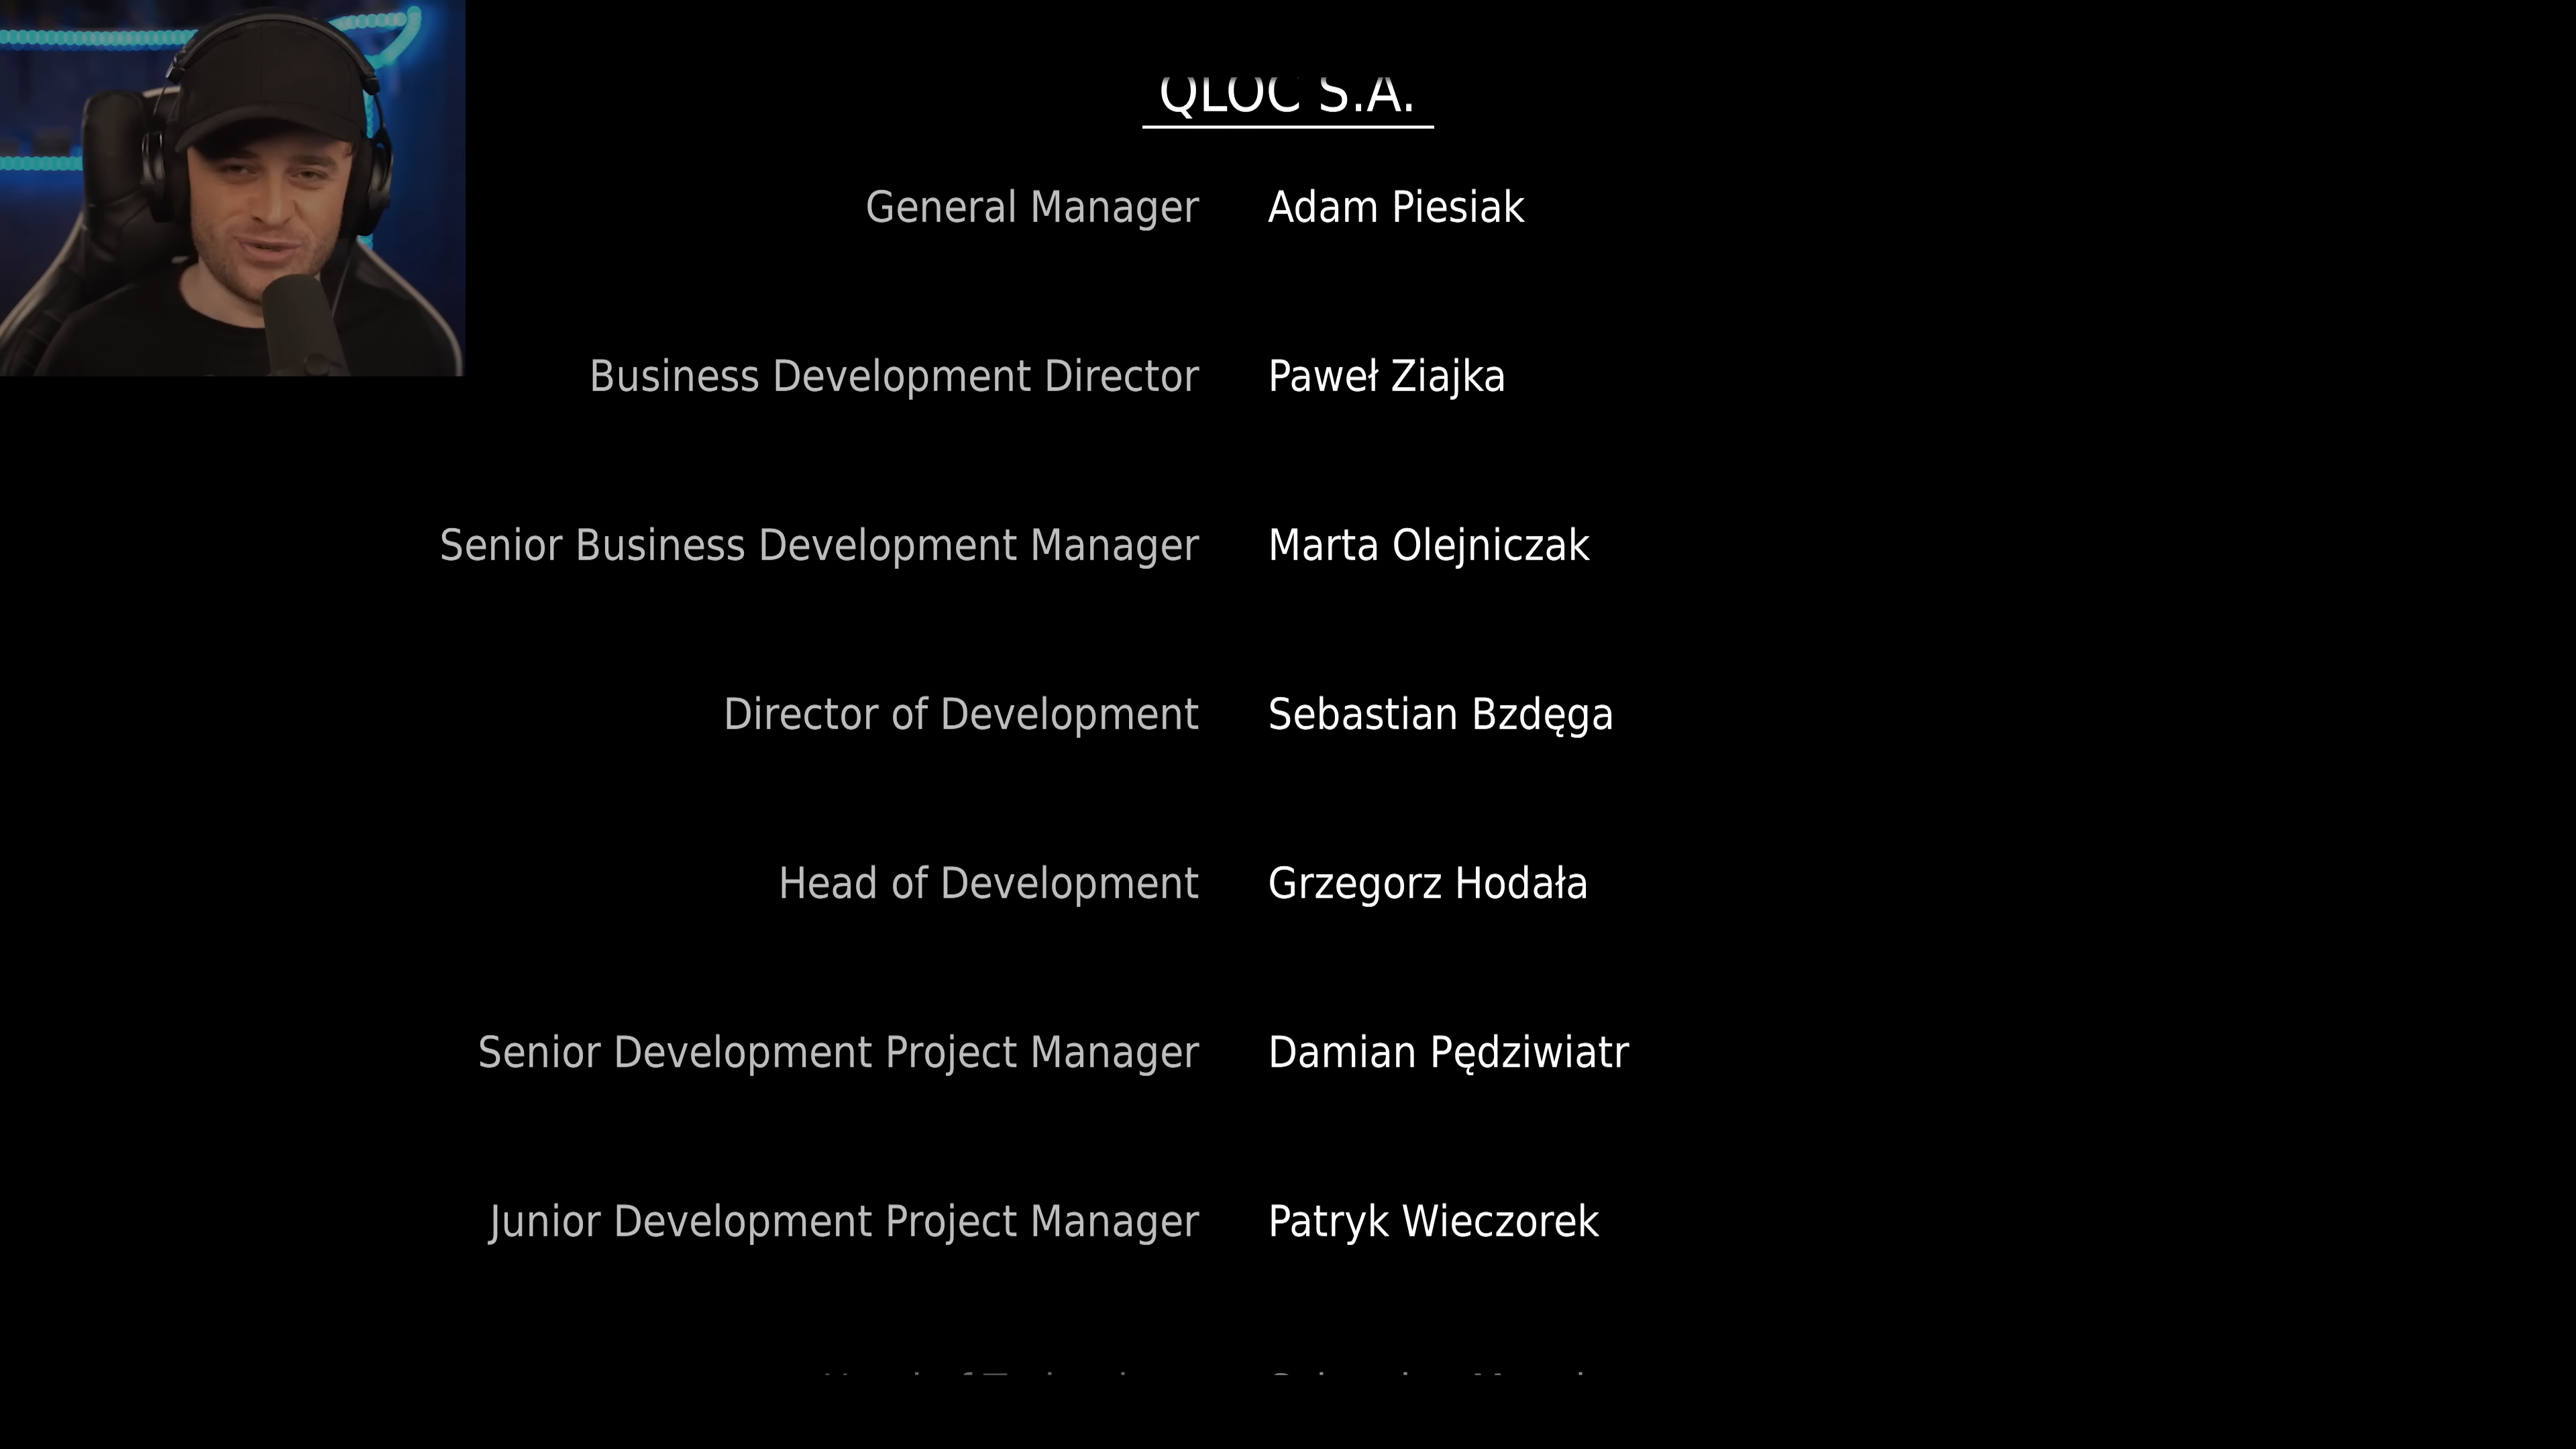 QLOC S.A.
General Manager Adam Piesiak
Business Development Director Paweł Ziajka
Senior Business Development Manager Marta Olejniczak
Director of Development Sebastian Bzdęga
Head of Development Grzegorz Hodała
Senior Development Project Manager Damian Pędziwiatr
Junior Development Project Manager Patryk Wieczorek